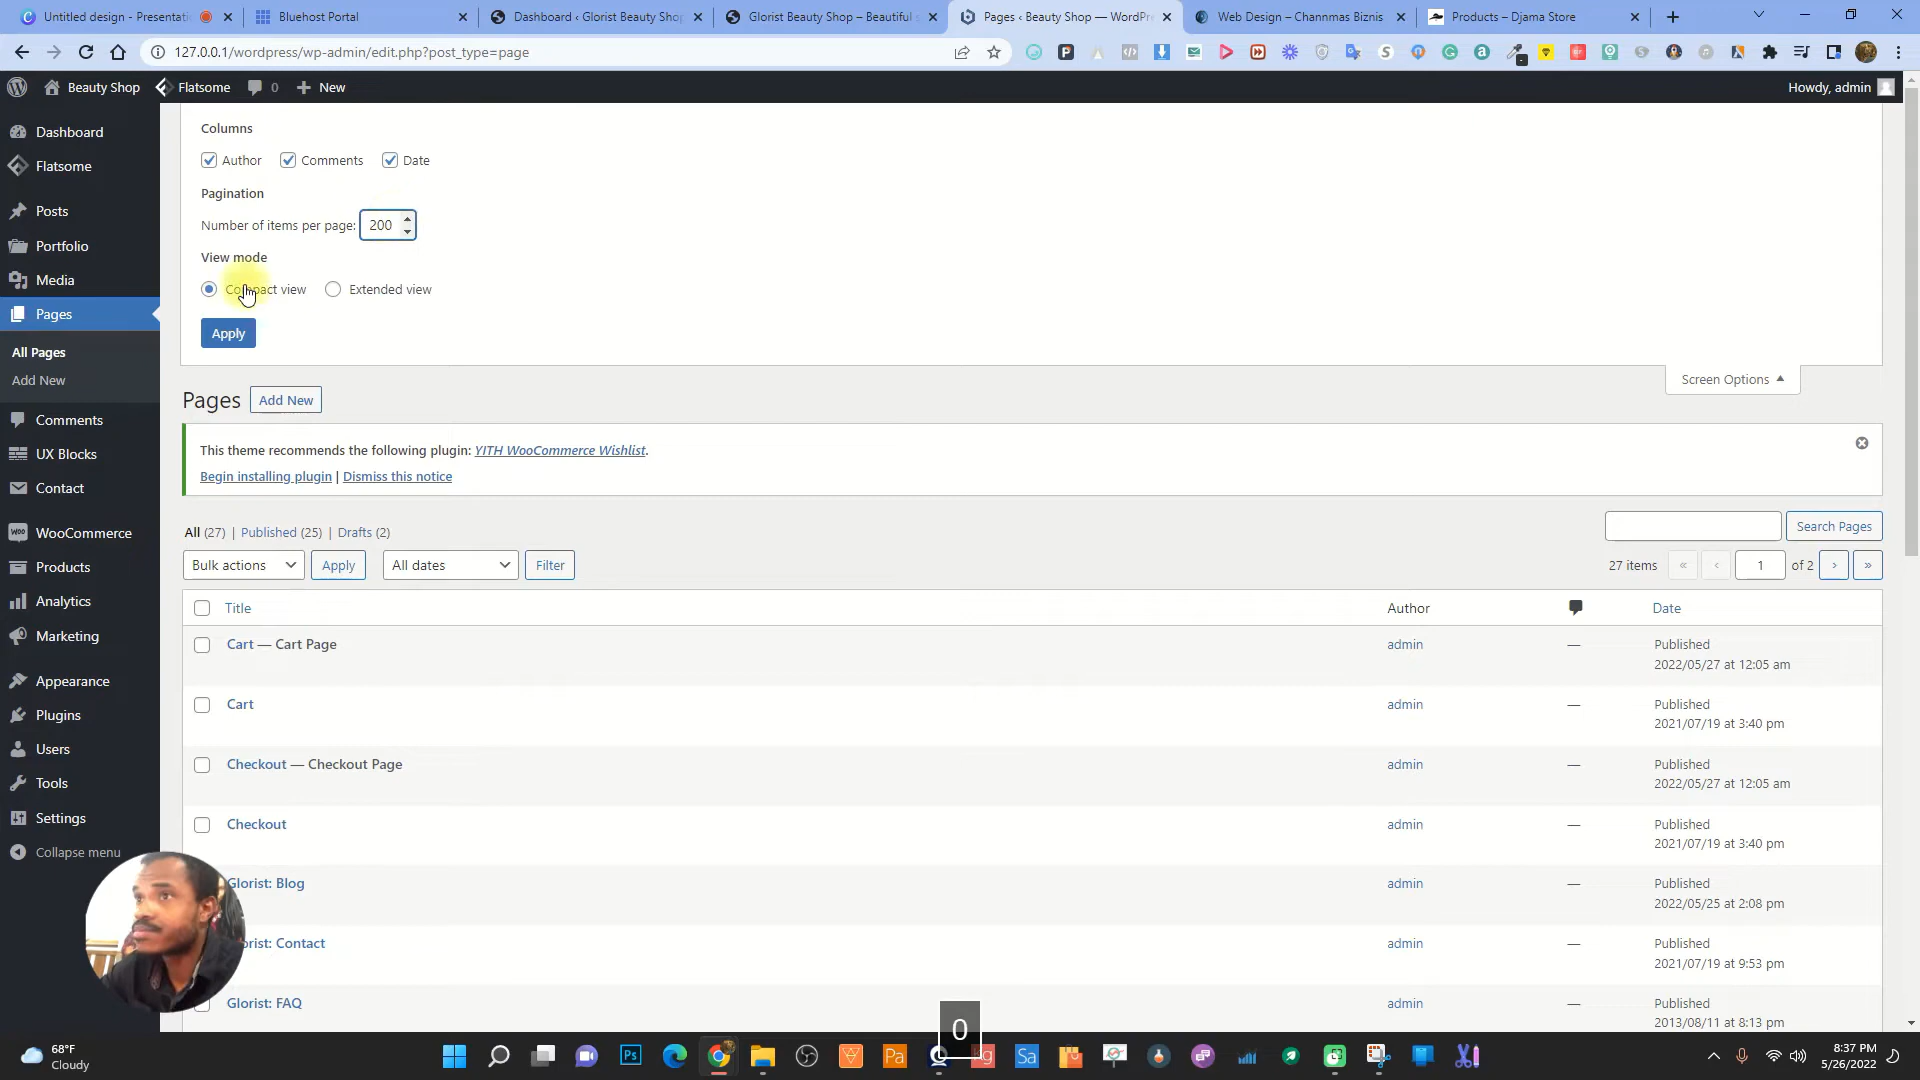 Untitled design - Presentati
Bluehost Portal
Dashboard ‹ Glorist Beauty Shop
Glorist Beauty Shop – Beautiful s
Pages ‹ Beauty Shop — WordPre
Web Design – Channmas Biznis
Products – Djama Store
127.0.0.1/wordpress/wp-admin/edit.php?post_type=page
Beauty Shop
Flatsome
0
New
Howdy, admin
Dashboard
Flatsome
Posts
Portfolio
Media
Pages
All Pages
Add New
Comments
UX Blocks
Contact
WooCommerce
Products
Analytics
Marketing
Appearance
Plugins
Users
Tools
Settings
Collapse menu
Columns
Author Comments Date
Pagination
Number of items per page: 200
View mode
Compact view Extended view
Apply
Screen Options
Pages Add New
This theme recommends the following plugin: YITH WooCommerce Wishlist.
Begin installing plugin | Dismiss this notice
All (27) | Published (25) | Drafts (2)
Search Pages
Bulk actions Apply All dates Filter
27 items « ‹ 1 of 2 › »
Title Author Date
Cart — Cart Page admin — Published
2022/05/27 at 12:05 am
Cart admin — Published
2021/07/19 at 3:40 pm
Checkout — Checkout Page admin — Published
2022/05/27 at 12:05 am
Checkout admin — Published
2021/07/19 at 3:40 pm
Glorist: Blog admin — Published
2022/05/25 at 2:08 pm
orist: Contact admin — Published
2021/07/19 at 9:53 pm
Glorist: FAQ admin — Published
2013/08/11 at 8:13 pm
0
68°F
Cloudy
Ps
Pa
Kg
Sa
8:37 PM
5/26/2022